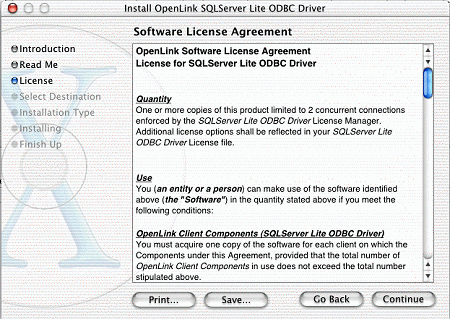 Install OpenLink SQLServer Lite ODBC Driver
Software License Agreement
Introduction
Read Me
License
Select Destination
Installation Type
Installing
Finish Up
OpenLink Software License Agreement
License for SQLServer Lite ODBC Driver
Quantity
One or more copies of this product limited to 2 concurrent connections
enforced by the SQLServer Lite ODBC Driver License Manager.
Additional license options shall be reflected in your SQLServer Lite
ODBC Driver License file.
Use
You (an entity or a person) can make use of the software identified
above (the "Software") in the quantity stated above if you meet the
following conditions:
OpenLink Client Components (SQLServer Lite ODBC Driver)
You must acquire one copy of the software for each client on which the
Components under this Agreement, provided that the total number of
OpenLink Client Components in use does not exceed the total number
stipulated above.
Print...
Save...
Go Back
Continue